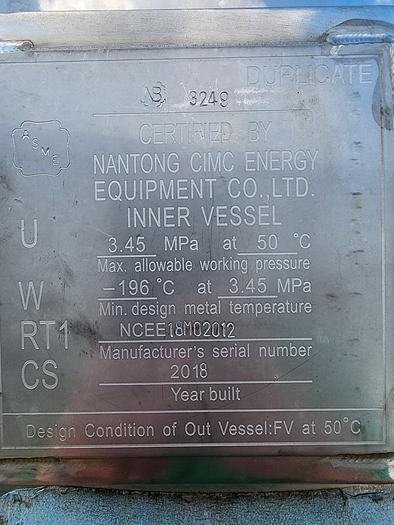 DUPLICATE
NB 3249
ASME
CERTIFIED BY
NANTONG CIMC ENERGY
EQUIPMENT CO.,LTD.
INNER VESSEL
U
3.45 MPa at 50 °C
Max. allowable working pressure
W
−196 °C at 3.45 MPa
Min. design metal temperature
RT1
NCEE18M02012
Manufacturer's serial number
CS
2018
Year built
Design Condition of Out Vessel:FV at 50°C